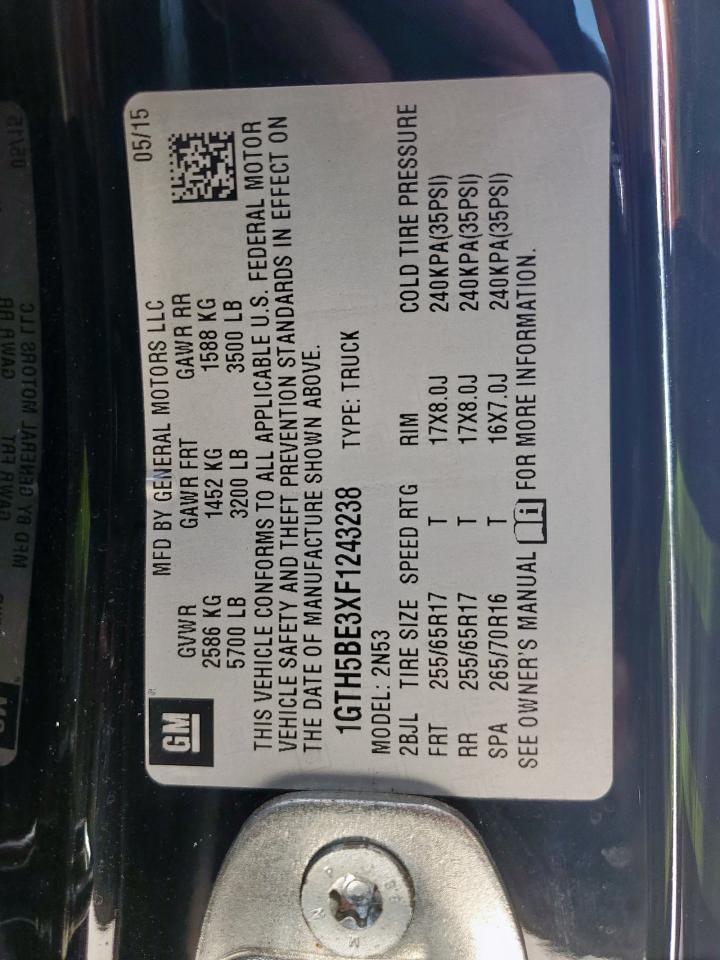 GM
MFD BY GENERAL MOTORS LLC 05/15
GVWR GAWR FRT GAWR RR
2586 KG 1452 KG 1588 KG
5700 LB 3200 LB 3500 LB
THIS VEHICLE CONFORMS TO ALL APPLICABLE U.S. FEDERAL MOTOR
VEHICLE SAFETY AND THEFT PREVENTION STANDARDS IN EFFECT ON
THE DATE OF MANUFACTURE SHOWN ABOVE.
1GTH5BE3XF1243238 TYPE: TRUCK
MODEL: 2N53
2BJL TIRE SIZE SPEED RTG RIM COLD TIRE PRESSURE
FRT 255/65R17 T 17X8.0J 240KPA(35PSI)
RR 255/65R17 T 17X8.0J 240KPA(35PSI)
SPA 265/70R16 T 16X7.0J 240KPA(35PSI)
SEE OWNER'S MANUAL FOR MORE INFORMATION.